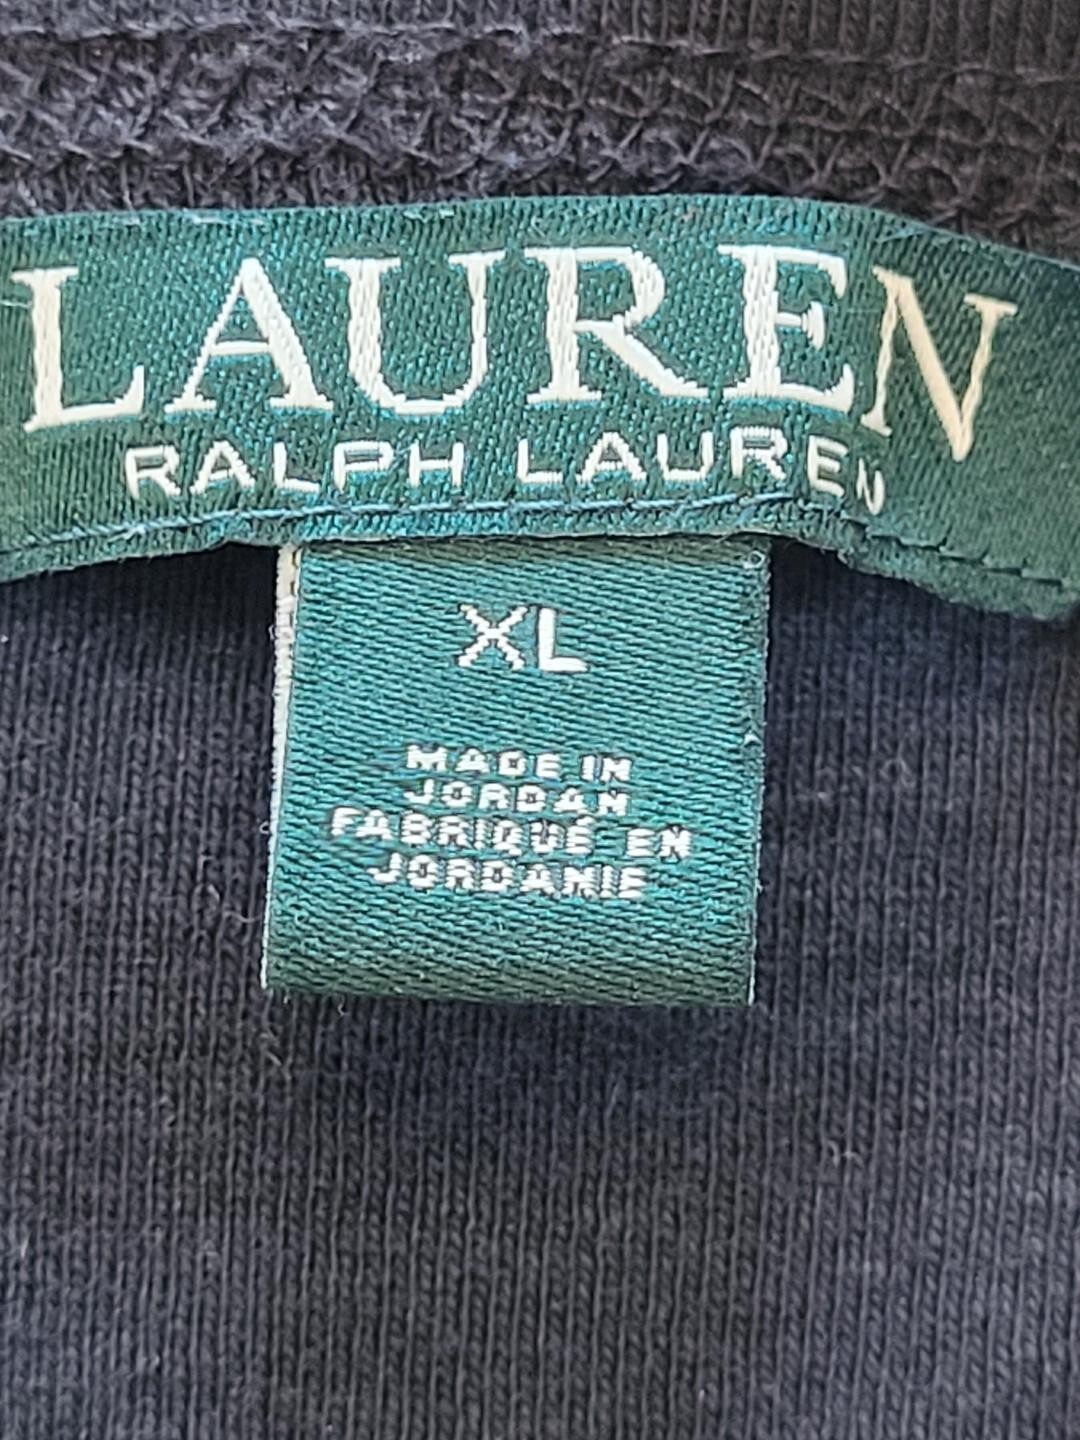 LAUREN
RALPH LAUREN
XL
MADE IN
JORDAN
FABRIQUÉ EN
JORDANIE